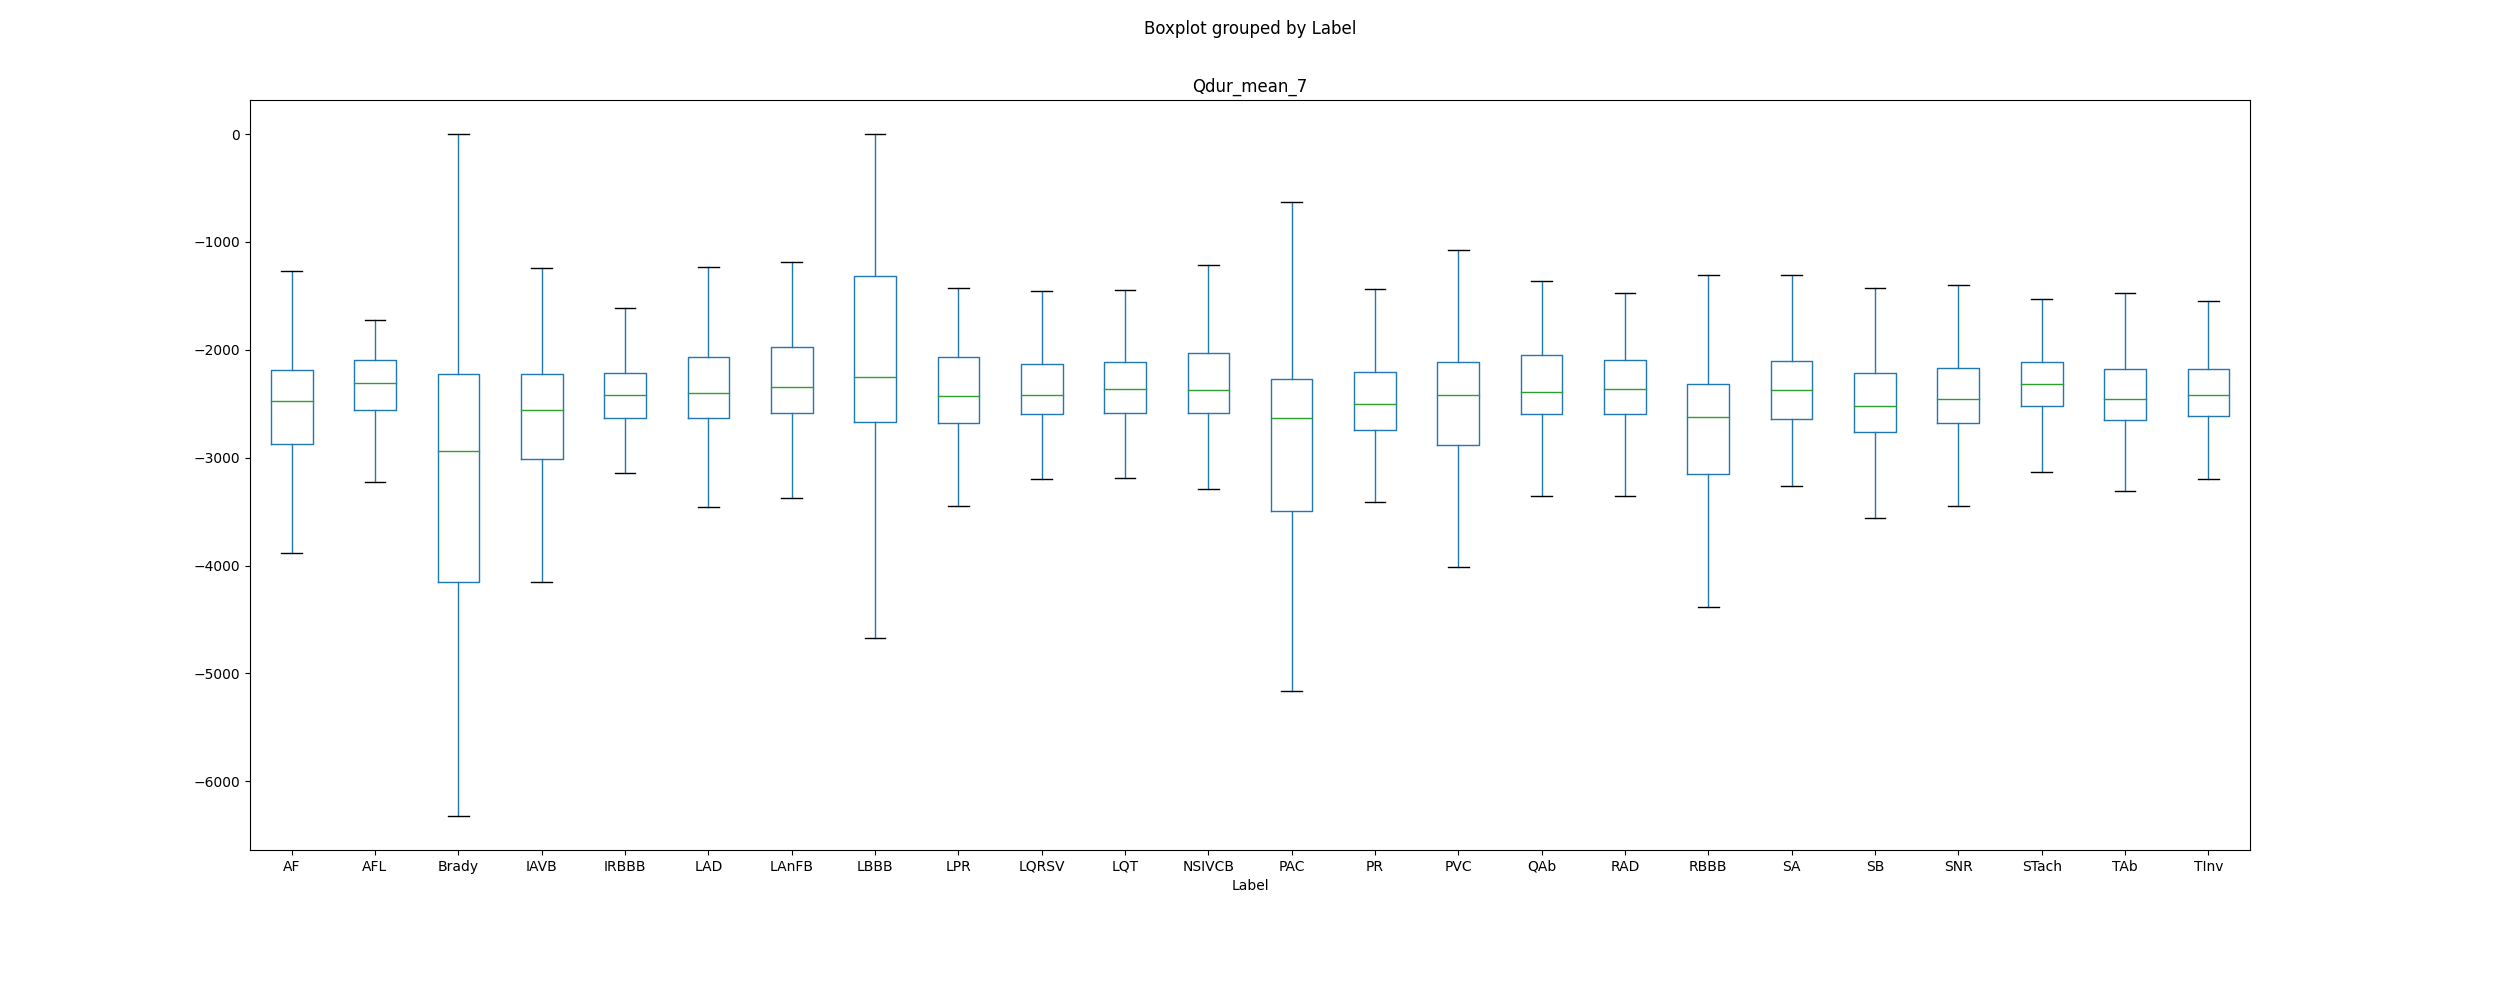 Boxplot grouped by Label
Qdur_mean_7
0
−1000
−2000
−3000
−4000
−5000
−6000
AF AFL Brady IAVB IRBBB LAD LAnFB LBBB LPR LQRSV LQT NSIVCB PAC PR PVC QAb RAD RBBB SA SB SNR STach TAb TInv
Label